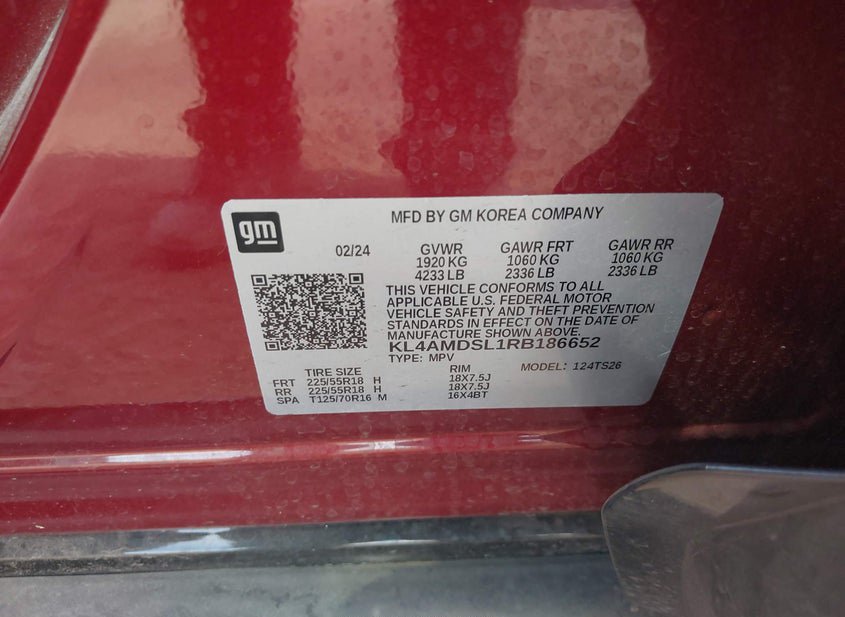 gm
MFD BY GM KOREA COMPANY
02/24 GVWR GAWR FRT GAWR RR
1920 KG 1060 KG 1060 KG
4233 LB 2336 LB 2336 LB
THIS VEHICLE CONFORMS TO ALL
APPLICABLE U.S. FEDERAL MOTOR
VEHICLE SAFETY AND THEFT PREVENTION
STANDARDS IN EFFECT ON THE DATE OF
MANUFACTURE SHOWN ABOVE.
KL4AMDSL1RB186652
TYPE: MPV MODEL: 124TS26
TIRE SIZE RIM
FRT 225/55R18 H 18X7.5J
RR 225/55R18 H 18X7.5J
SPA T125/70R16 M 16X4BT